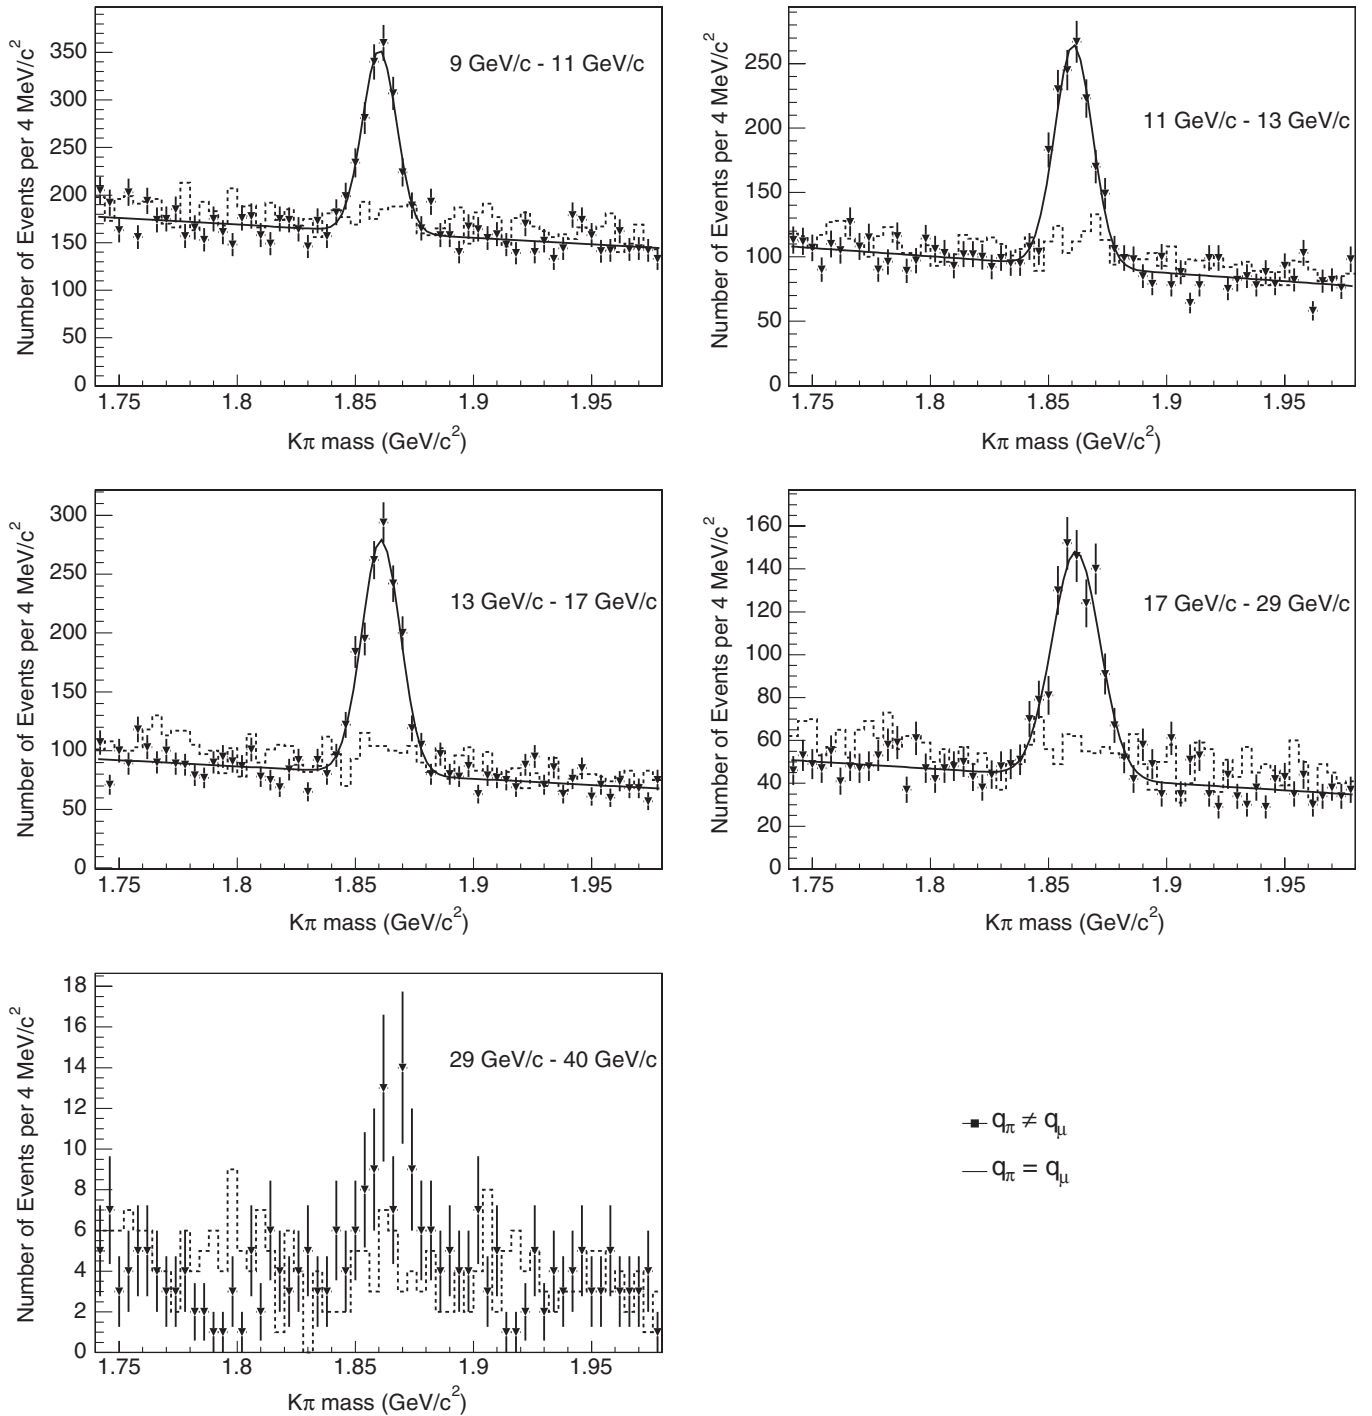 Number of Events per 4 MeV/c²
350
300
250
200
150
100
50
0
9 GeV/c - 11 GeV/c
1.75 1.8 1.85 1.9 1.95
Kπ mass (GeV/c²)
Number of Events per 4 MeV/c²
250
200
150
100
50
0
11 GeV/c - 13 GeV/c
1.75 1.8 1.85 1.9 1.95
Kπ mass (GeV/c²)
Number of Events per 4 MeV/c²
300
250
200
150
100
50
0
13 GeV/c - 17 GeV/c
1.75 1.8 1.85 1.9 1.95
Kπ mass (GeV/c²)
Number of Events per 4 MeV/c²
160
140
120
100
80
60
40
20
0
17 GeV/c - 29 GeV/c
1.75 1.8 1.85 1.9 1.95
Kπ mass (GeV/c²)
Number of Events per 4 MeV/c²
18
16
14
12
10
8
6
4
2
0
29 GeV/c - 40 GeV/c
1.75 1.8 1.85 1.9 1.95
Kπ mass (GeV/c²)
qπ ≠ qμ
qπ = qμ